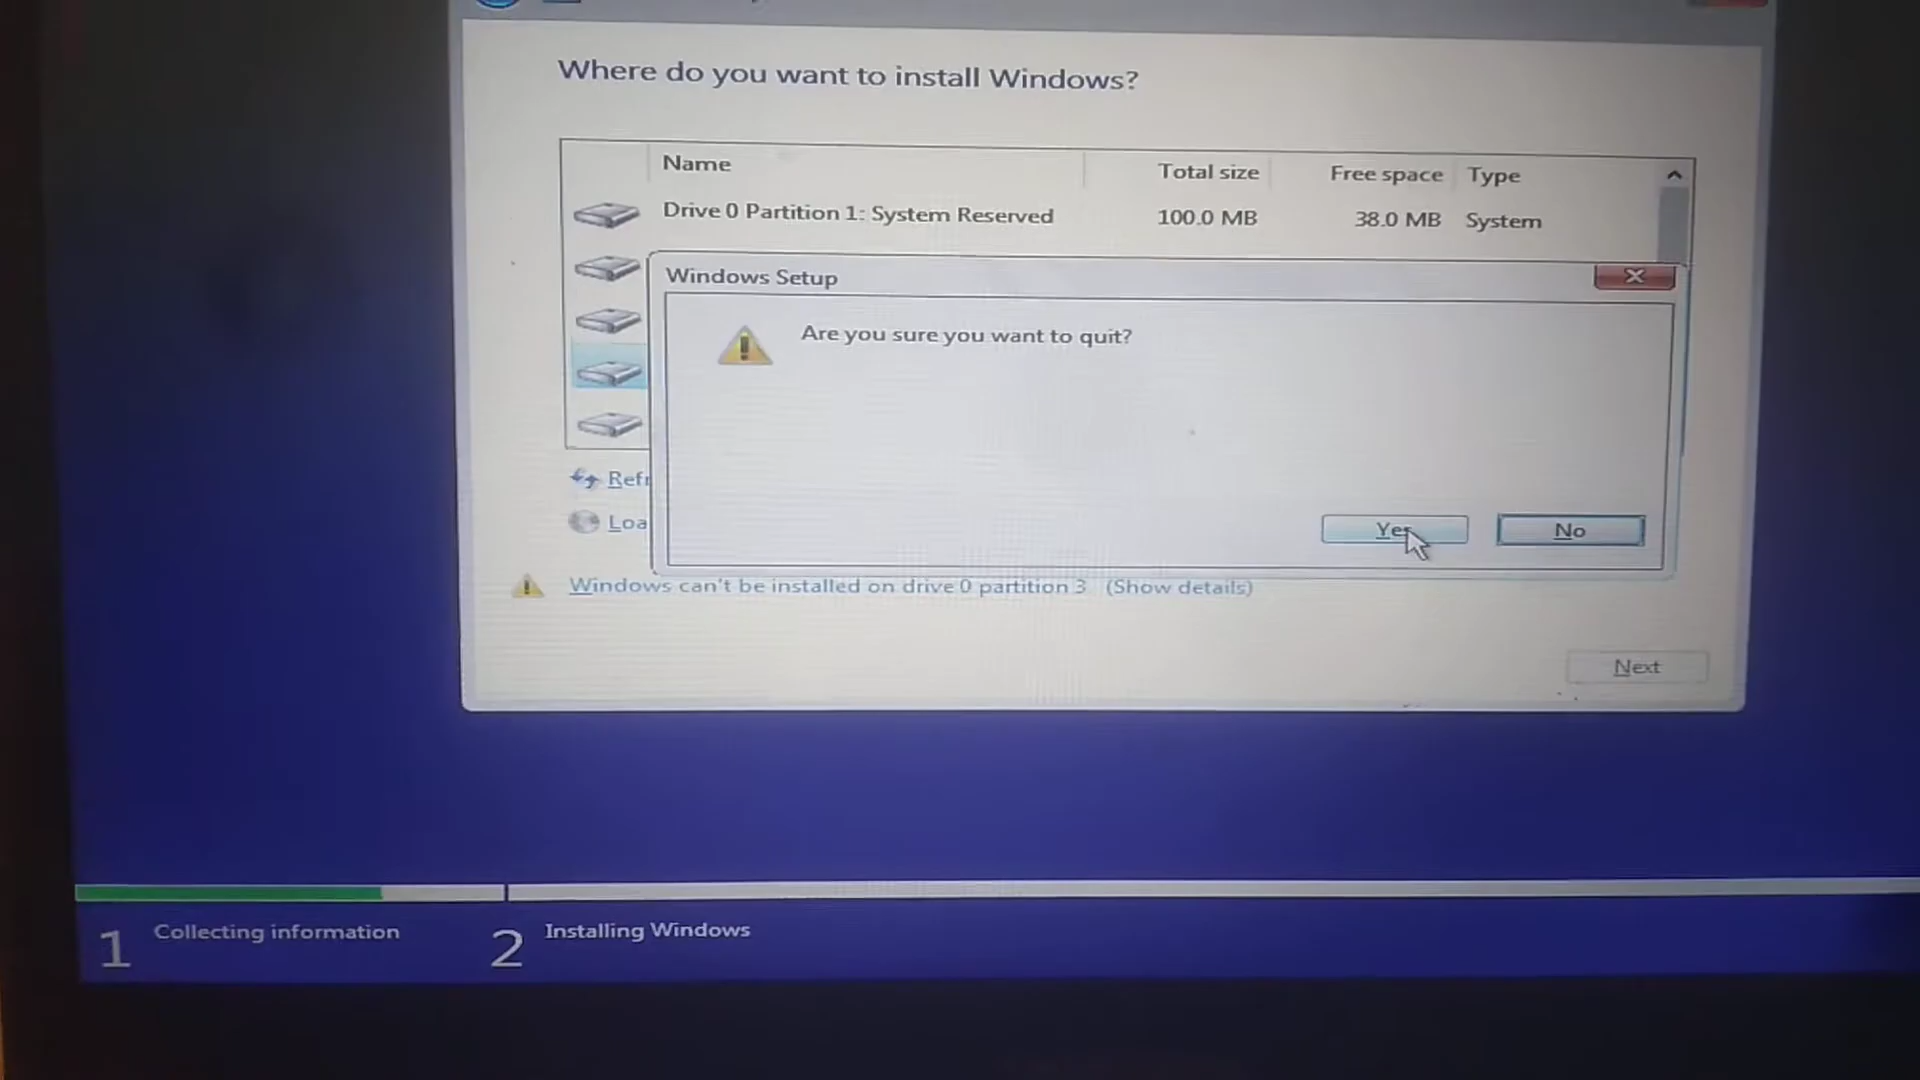 Where do you want to install Windows?
Name Total size Free space Type
Drive 0 Partition 1: System Reserved 100.0 MB 38.0 MB System
Windows Setup
Are you sure you want to quit?
Refr
Loa
Yes No
Windows can't be installed on drive 0 partition 3 (Show details)
Next
1 Collecting information 2 Installing Windows